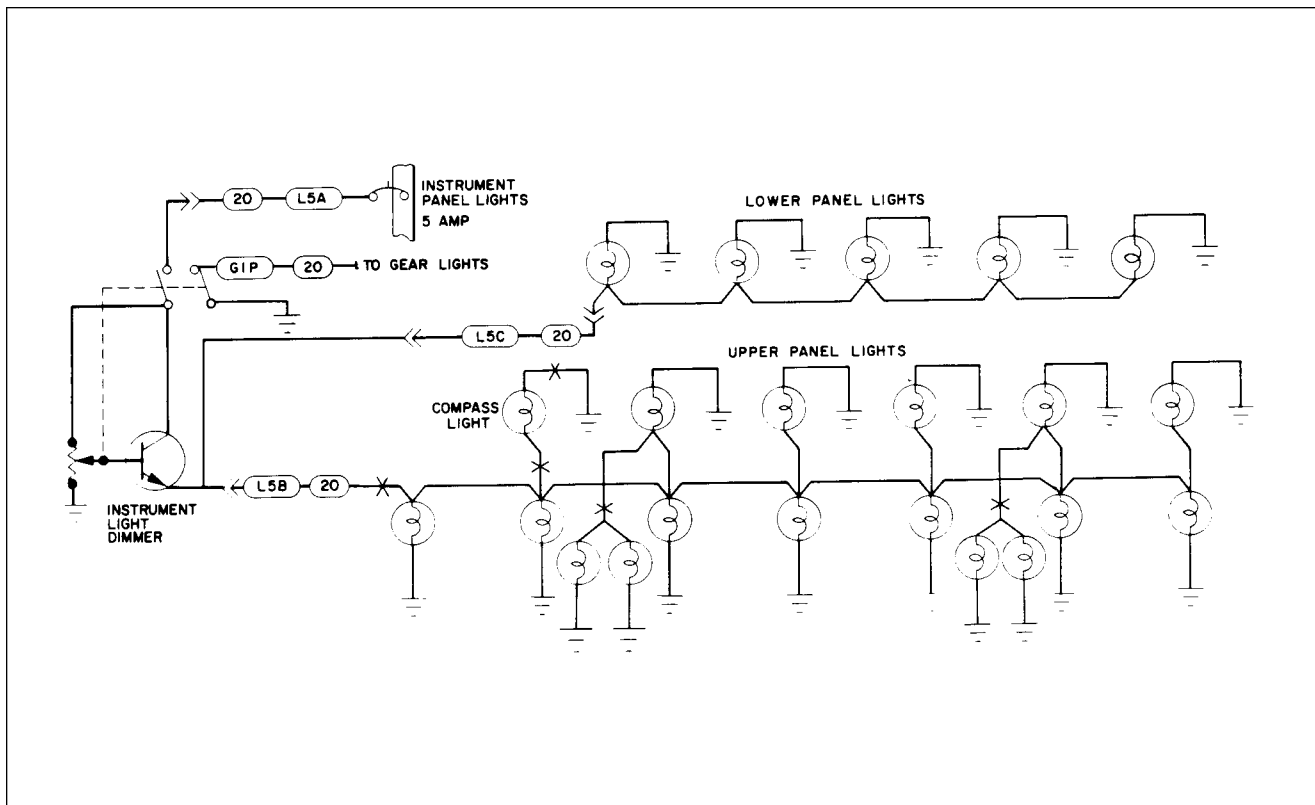 INSTRUMENT
PANEL LIGHTS
5 AMP
20
L5A
G1P
20
TO GEAR LIGHTS
LOWER PANEL LIGHTS
L5C
20
UPPER PANEL LIGHTS
COMPASS
LIGHT
L5B
20
INSTRUMENT
LIGHT
DIMMER